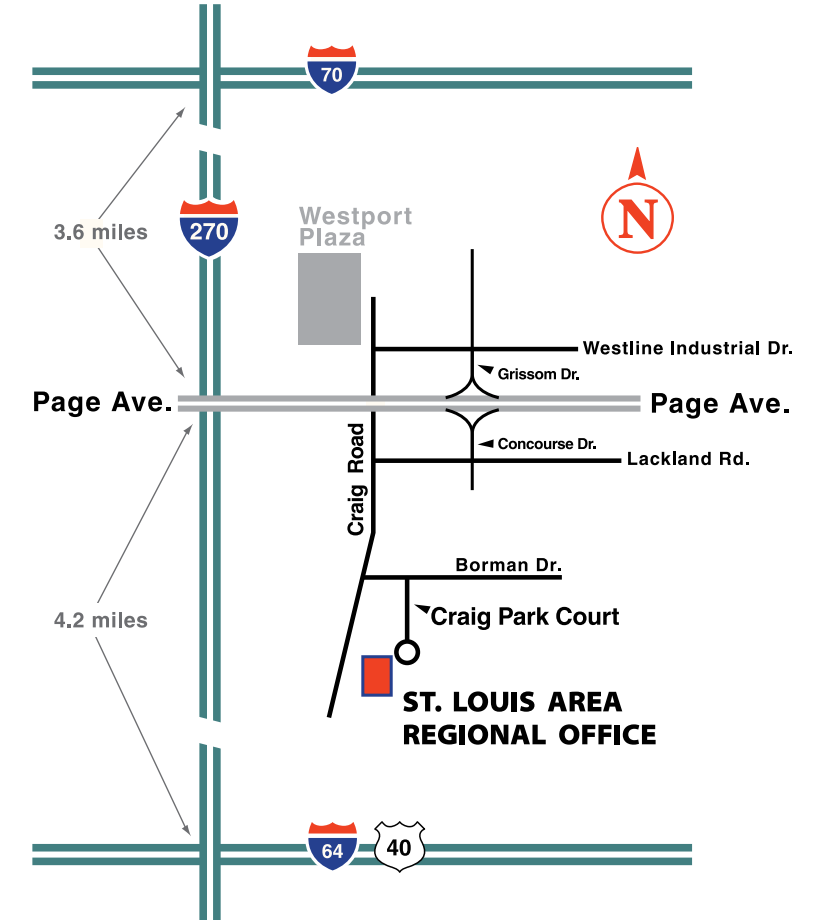 70
3.6 miles
270
Westport
Plaza
N
Westline Industrial Dr.
Grissom Dr.
Page Ave.
Page Ave.
Craig Road
Concourse Dr.
Lackland Rd.
Borman Dr.
Craig Park Court
4.2 miles
ST. LOUIS AREA
REGIONAL OFFICE
64
40